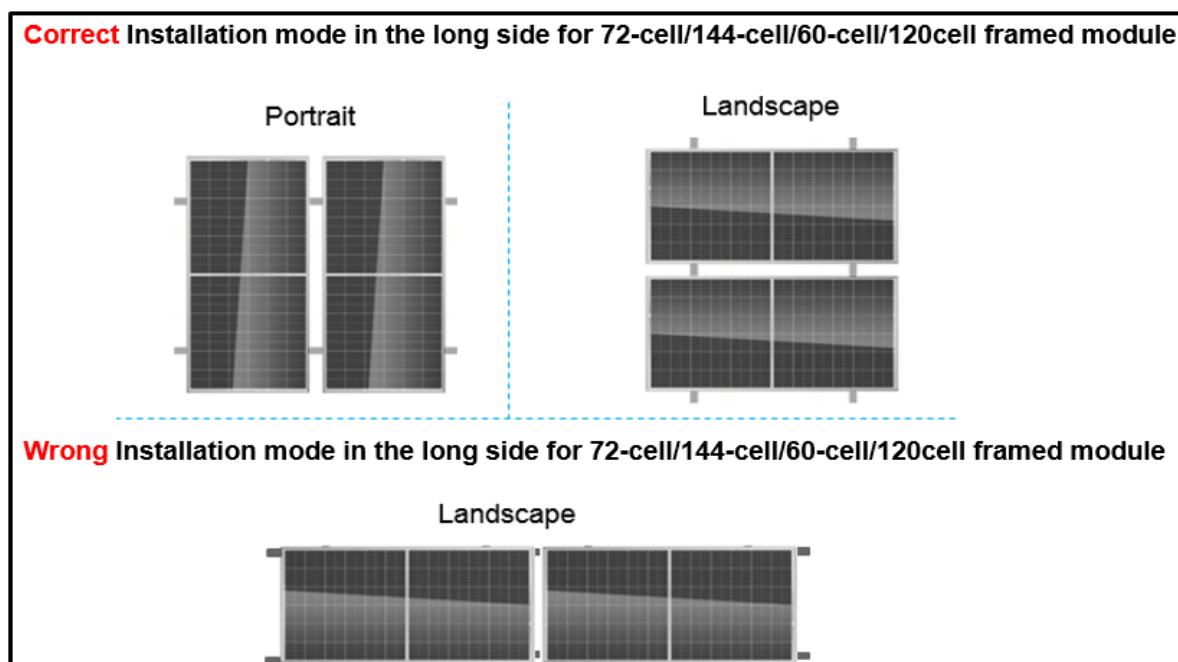 Correct Installation mode in the long side for 72-cell/144-cell/60-cell/120cell framed module
Portrait
Landscape
Wrong Installation mode in the long side for 72-cell/144-cell/60-cell/120cell framed module
Landscape